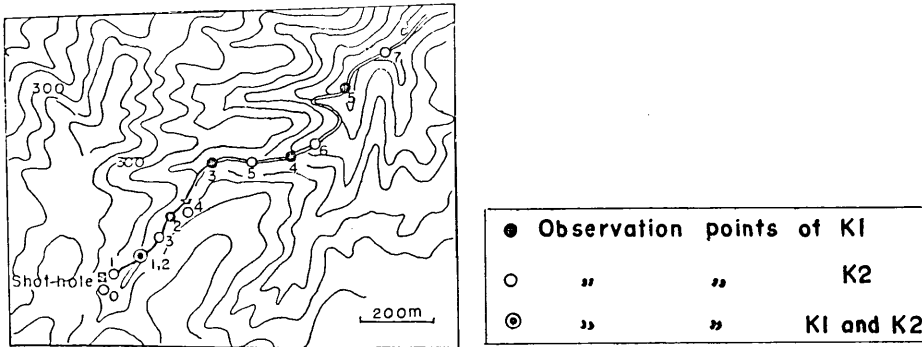 300
7
5
300
3
5
4
6
4
2
3
1
1,2
Shot-hole
0
200m
Observation points of K1
" " K2
" " K1 and K2